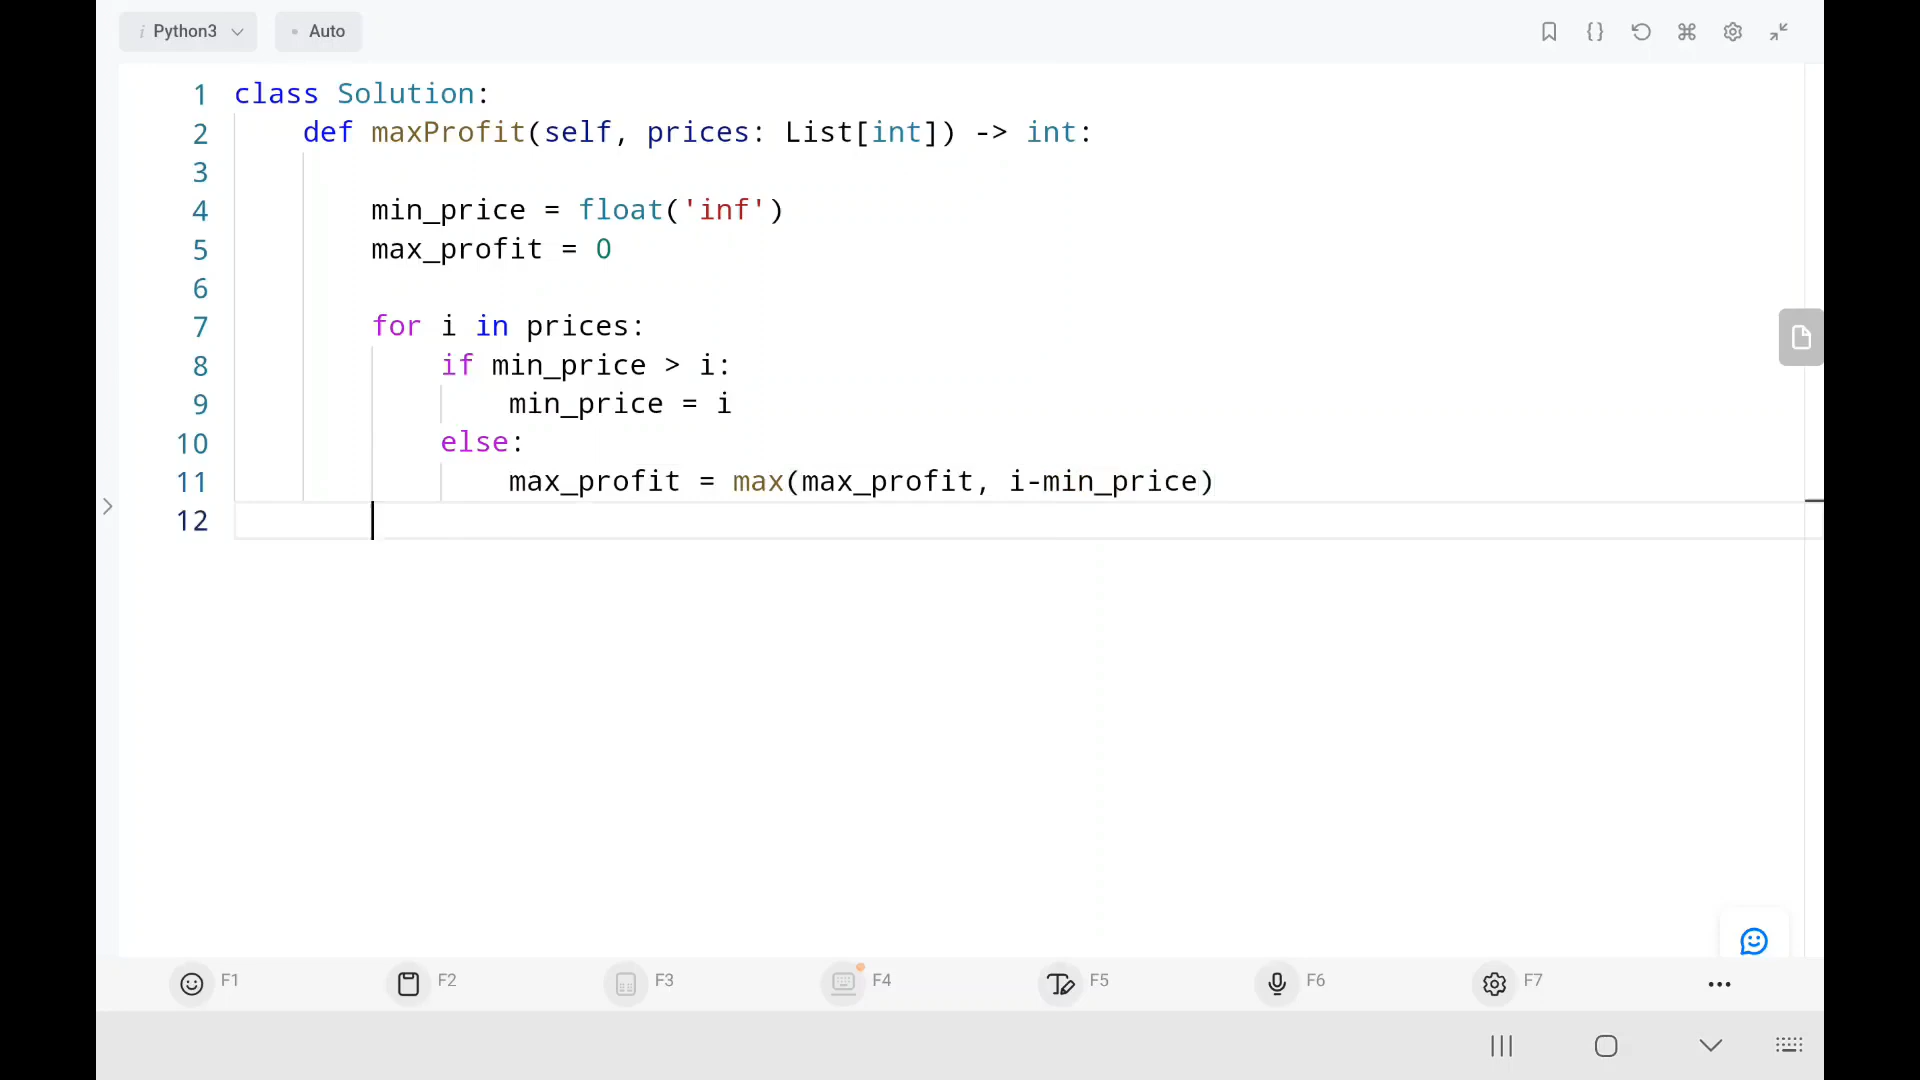 Python3
Auto
1 class Solution:
2 def maxProfit(self, prices: List[int]) -> int:
3
4 min_price = float('inf')
5 max_profit = 0
6
7 for i in prices:
8 if min_price > i:
9 min_price = i
10 else:
11 max_profit = max(max_profit, i-min_price)
12
F1 F2 F3 F4 F5 F6 F7